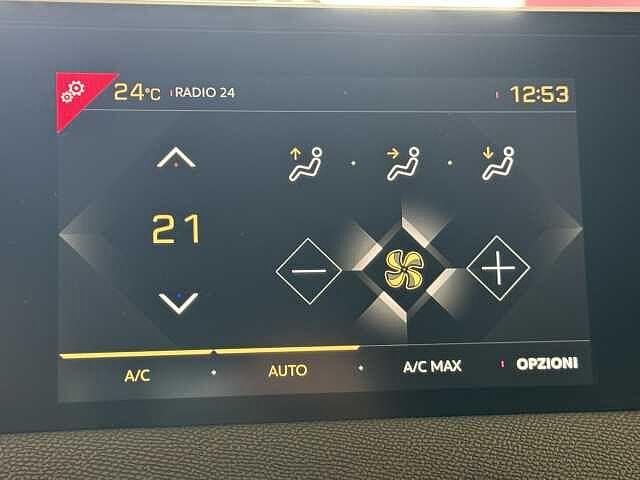 24°C RADIO 24 12:53
21
A/C AUTO A/C MAX OPZIONI